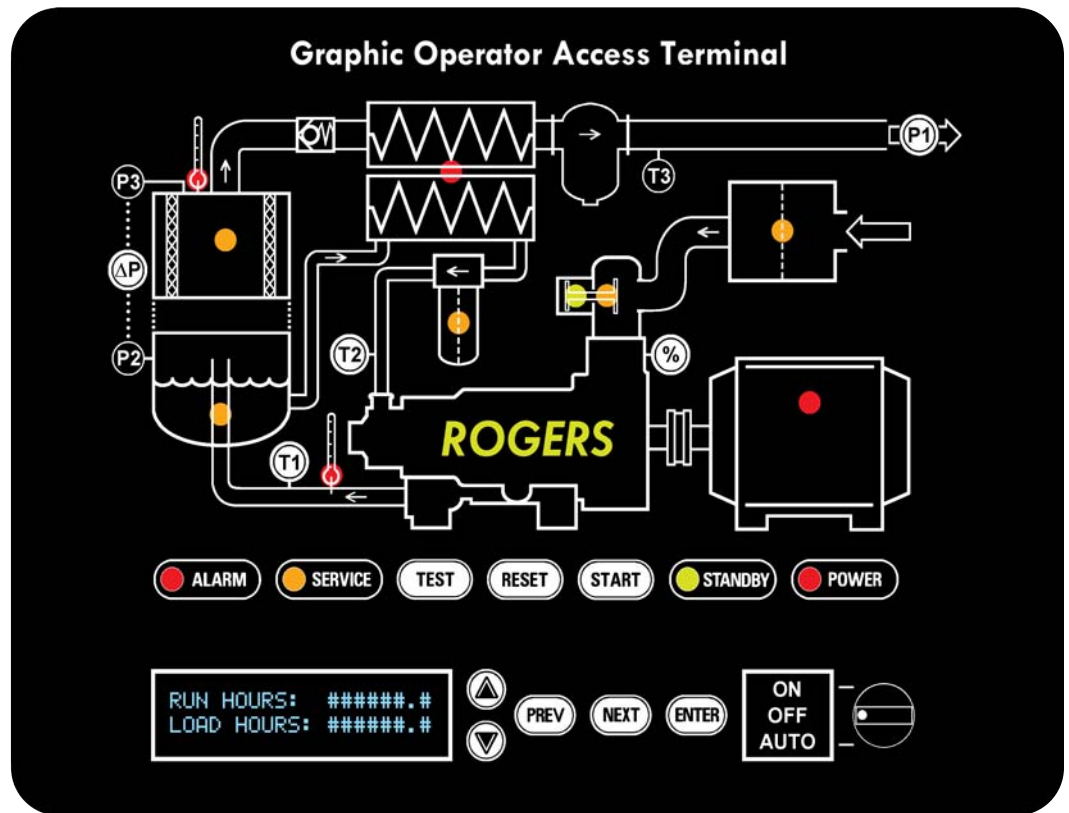 Graphic Operator Access Terminal
P1
P3
T3
ΔP
P2
T2
%
ROGERS
T1
ALARM
SERVICE
TEST
RESET
START
STANDBY
POWER
RUN HOURS: ######.#
LOAD HOURS: ######.#
PREV
NEXT
ENTER
ON
OFF
AUTO